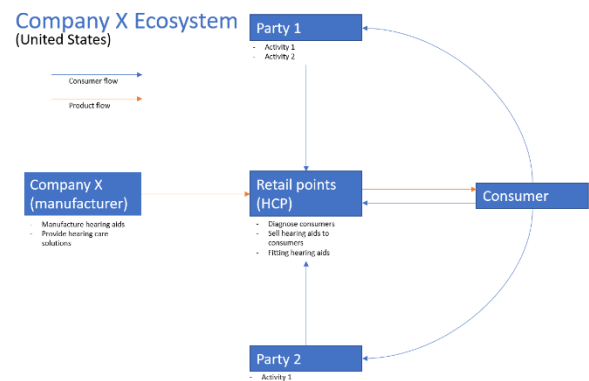 Company X Ecosystem
(United States)
Consumer flow
Product flow
Party 1
- Activity 1
- Activity 2
Company X
(manufacturer)
- Manufacture hearing aids
- Provide hearing care
solutions
Retail points
(HCP)
- Diagnose consumers
- Sell hearing aids to
consumers
- Fitting hearing aids
Consumer
Party 2
- Activity 1